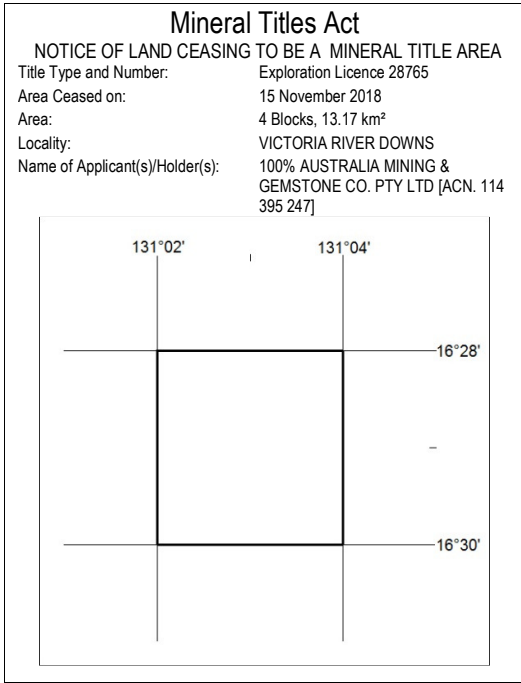 Mineral Titles Act
NOTICE OF LAND CEASING TO BE A MINERAL TITLE AREA
Title Type and Number: Exploration Licence 28765
Area Ceased on: 15 November 2018
Area: 4 Blocks, 13.17 km²
Locality: VICTORIA RIVER DOWNS
Name of Applicant(s)/Holder(s): 100% AUSTRALIA MINING &
GEMSTONE CO. PTY LTD [ACN. 114
395 247]
131°02' 131°04'
16°28'
16°30'